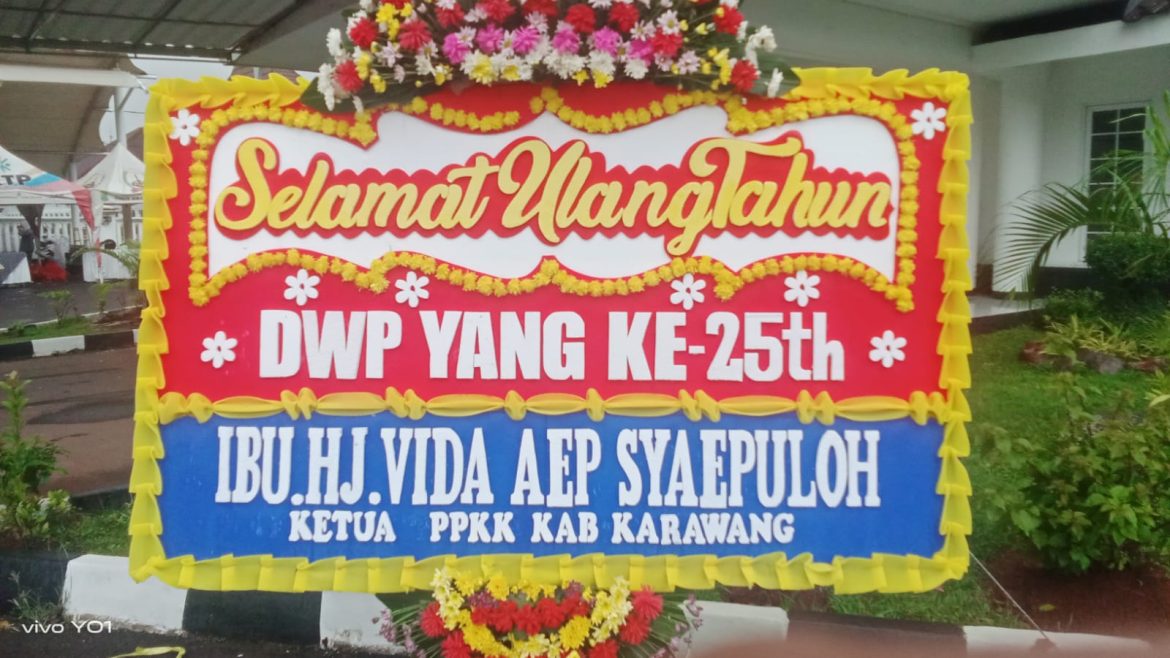 Selamat Ulang Tahun
DWP YANG KE-25th
IBU.HJ.VIDA AEP SYAEPULOH
KETUA PPKK KAB KARAWANG
vivo Y01